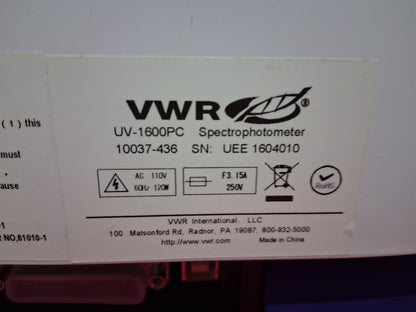 ( 1 ) this
must
ause
-1
t NO,61010-1
VWR ®
UV-1600PC Spectrophotometer
10037-436 SN: UEE 1604010
AC 110V
60Hz 120W
F3.15A
250V
RoHS
VWR International. LLC
100 Matsonford Rd, Radnor, PA 19087, 800-932-5000
http://www.vwr.com Made in China